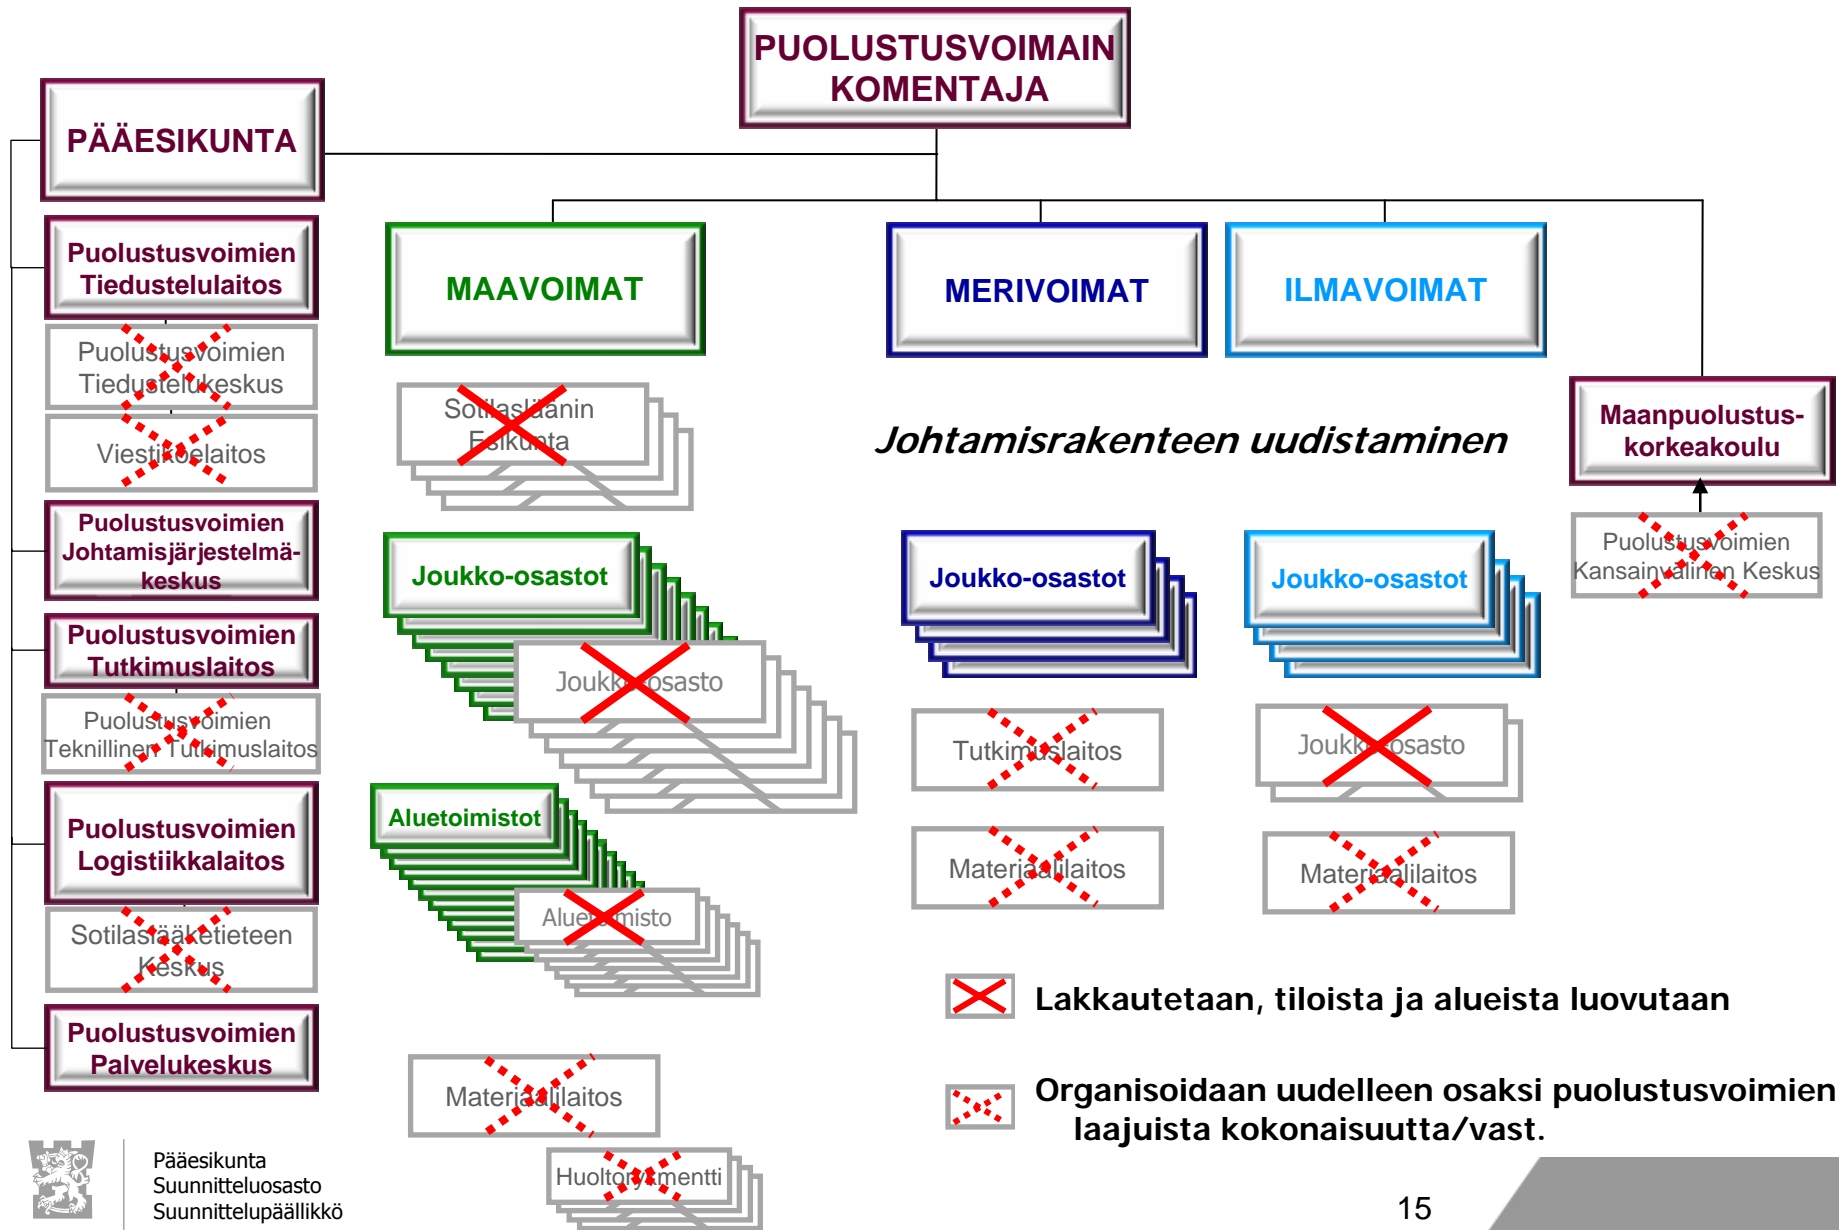 PUOLUSTUSVOIMAIN
KOMENTAJA
PÄÄESIKUNTA
Puolustusvoimien
Tiedustelulaitos
Puolustusvoimien
Tiedustelukeskus
Viestikoelaitos
Puolustusvoimien
Johtamisjärjestelmä-
keskus
Puolustusvoimien
Tutkimuslaitos
Puolustusvoimien
Teknillinen Tutkimuslaitos
Puolustusvoimien
Logistiikkalaitos
Sotilaslääketieteen
Keskus
Puolustusvoimien
Palvelukeskus
MAAVOIMAT
Sotilasläänin
Esikunta
Joukko-osastot
Joukko-osasto
Aluetoimistot
Aluetoimisto
Materiaalilaitos
Huoltorykmentti
MERIVOIMAT
ILMAVOIMAT
Johtamisrakenteen uudistaminen
Joukko-osastot
Tutkimuslaitos
Materiaalilaitos
Joukko-osastot
Joukko-osasto
Materiaalilaitos
Maanpuolustus-
korkeakoulu
Puolustusvoimien
Kansainvälinen Keskus
Lakkautetaan, tiloista ja alueista luovutaan
Organisoidaan uudelleen osaksi puolustusvoimien
laajuista kokonaisuutta/vast.
Pääesikunta
Suunnitteluosasto
Suunnittelupäällikkö
15